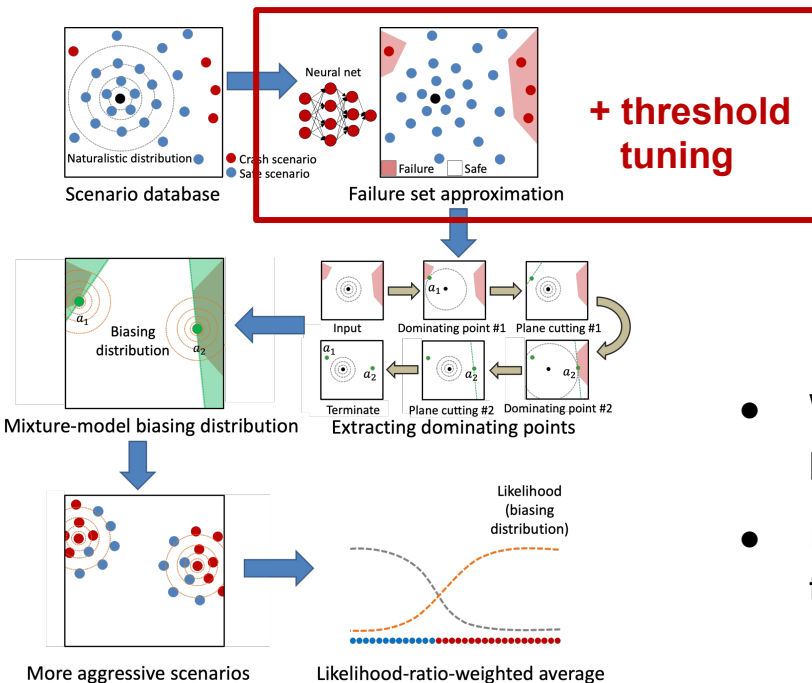 Neural net
+ threshold
tuning
Naturalistic distribution
Crash scenario
Safe scenario
Failure
Safe
Scenario database
Failure set approximation
a₁
a₁
Input
Dominating point #1
Plane cutting #1
Biasing
distribution
a₂
a₁
a₂
a₂
a₂
Terminate
Plane cutting #2
Dominating point #2
Mixture-model biasing distribution
Extracting dominating points
Likelihood
(biasing
distribution)
More aggressive scenarios
Likelihood-ratio-weighted average